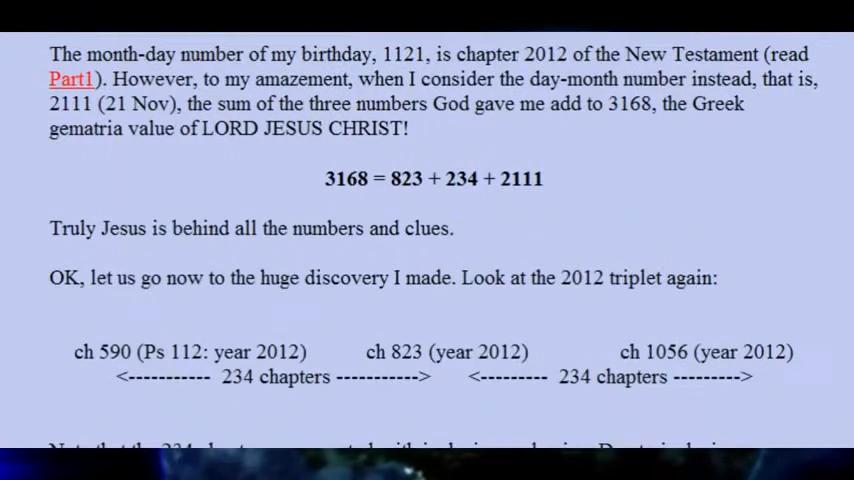 The month-day number of my birthday, 1121, is chapter 2012 of the New Testament (read
Part1). However, to my amazement, when I consider the day-month number instead, that is,
2111 (21 Nov), the sum of the three numbers God gave me add to 3168, the Greek
gematria value of LORD JESUS CHRIST!
3168 = 823 + 234 + 2111
Truly Jesus is behind all the numbers and clues.
OK, let us go now to the huge discovery I made. Look at the 2012 triplet again:
ch 590 (Ps 112: year 2012) ch 823 (year 2012) ch 1056 (year 2012)
<----------- 234 chapters -----------> <--------- 234 chapters --------->